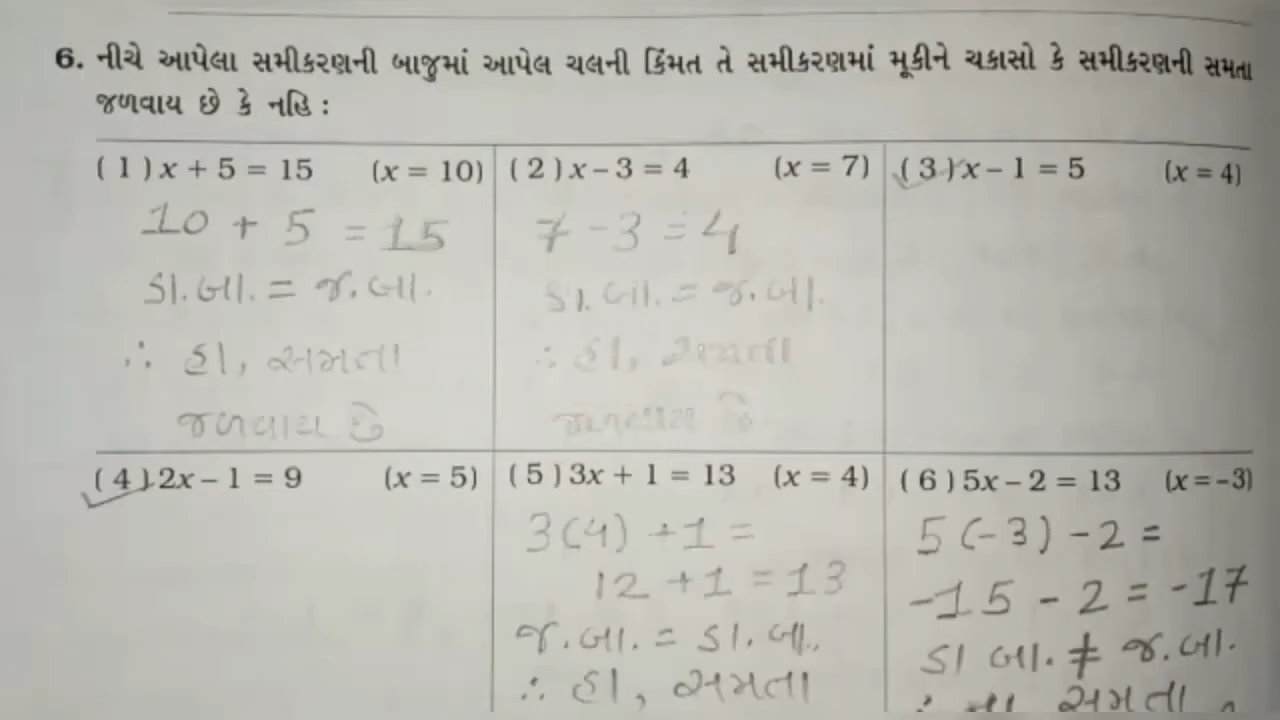 6. નીચે આપેલા સમીકરણની બાજુમાં આપેલ ચલની કિંમત તે સમીકરણમાં મૂકીને ચકાસો કે સમીકરણની સમતા
જળવાય છે કે નહિ :
(1) x + 5 = 15 (x = 10)
10 + 5 = 15
ડા.બા. = જ.બા.
∴ હા, સમતા
જળવાય છે
(2) x – 3 = 4 (x = 7)
7 - 3 = 4
ડા.બા. = જ.બા.
∴ હા, સમતા
જળવાય છે
(3) x – 1 = 5 (x = 4)
(4) 2x – 1 = 9 (x = 5)
(5) 3x + 1 = 13 (x = 4)
3(4) + 1 =
12 + 1 = 13
જ.બા. = ડા.બા.
∴ હા, સમતા
(6) 5x – 2 = 13 (x = –3)
5(-3) - 2 =
-15 - 2 = -17
ડા બા. ≠ જ.બા.
∴ ના સમતા